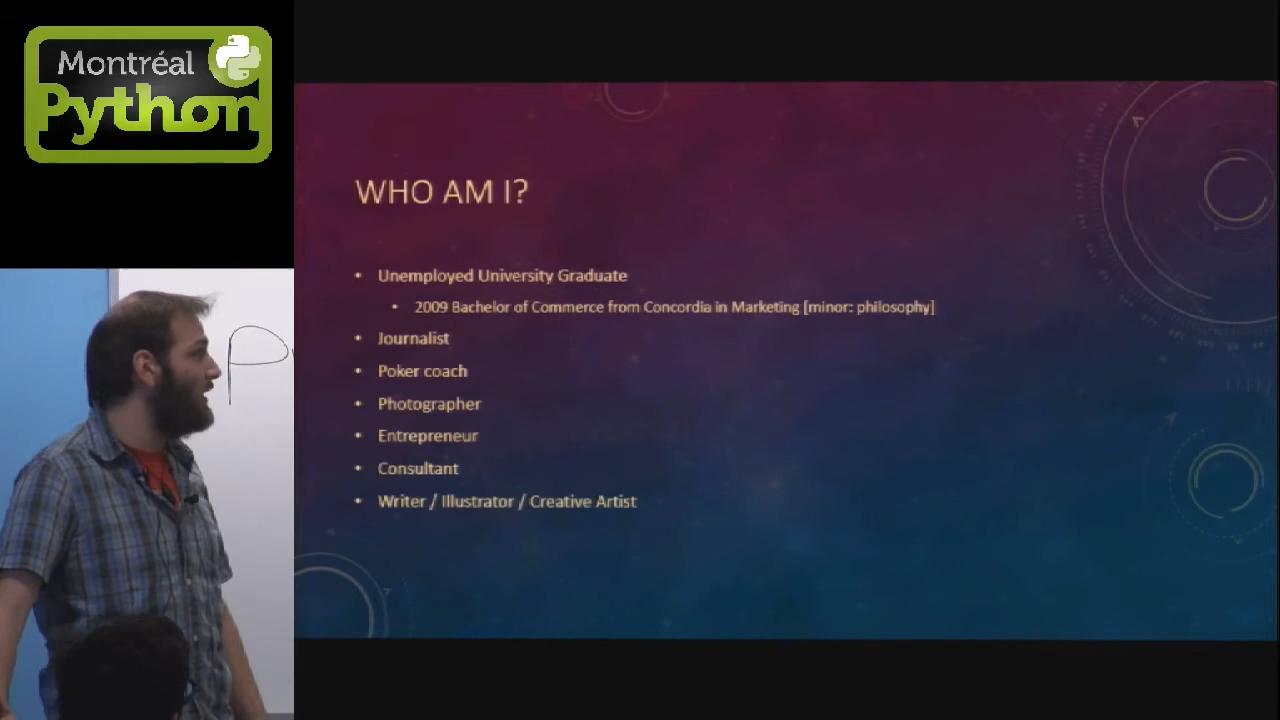 Montréal
Python
P
WHO AM I?
• Unemployed University Graduate
• 2009 Bachelor of Commerce from Concordia in Marketing [minor: philosophy]
• Journalist
• Poker coach
• Photographer
• Entrepreneur
• Consultant
• Writer / Illustrator / Creative Artist